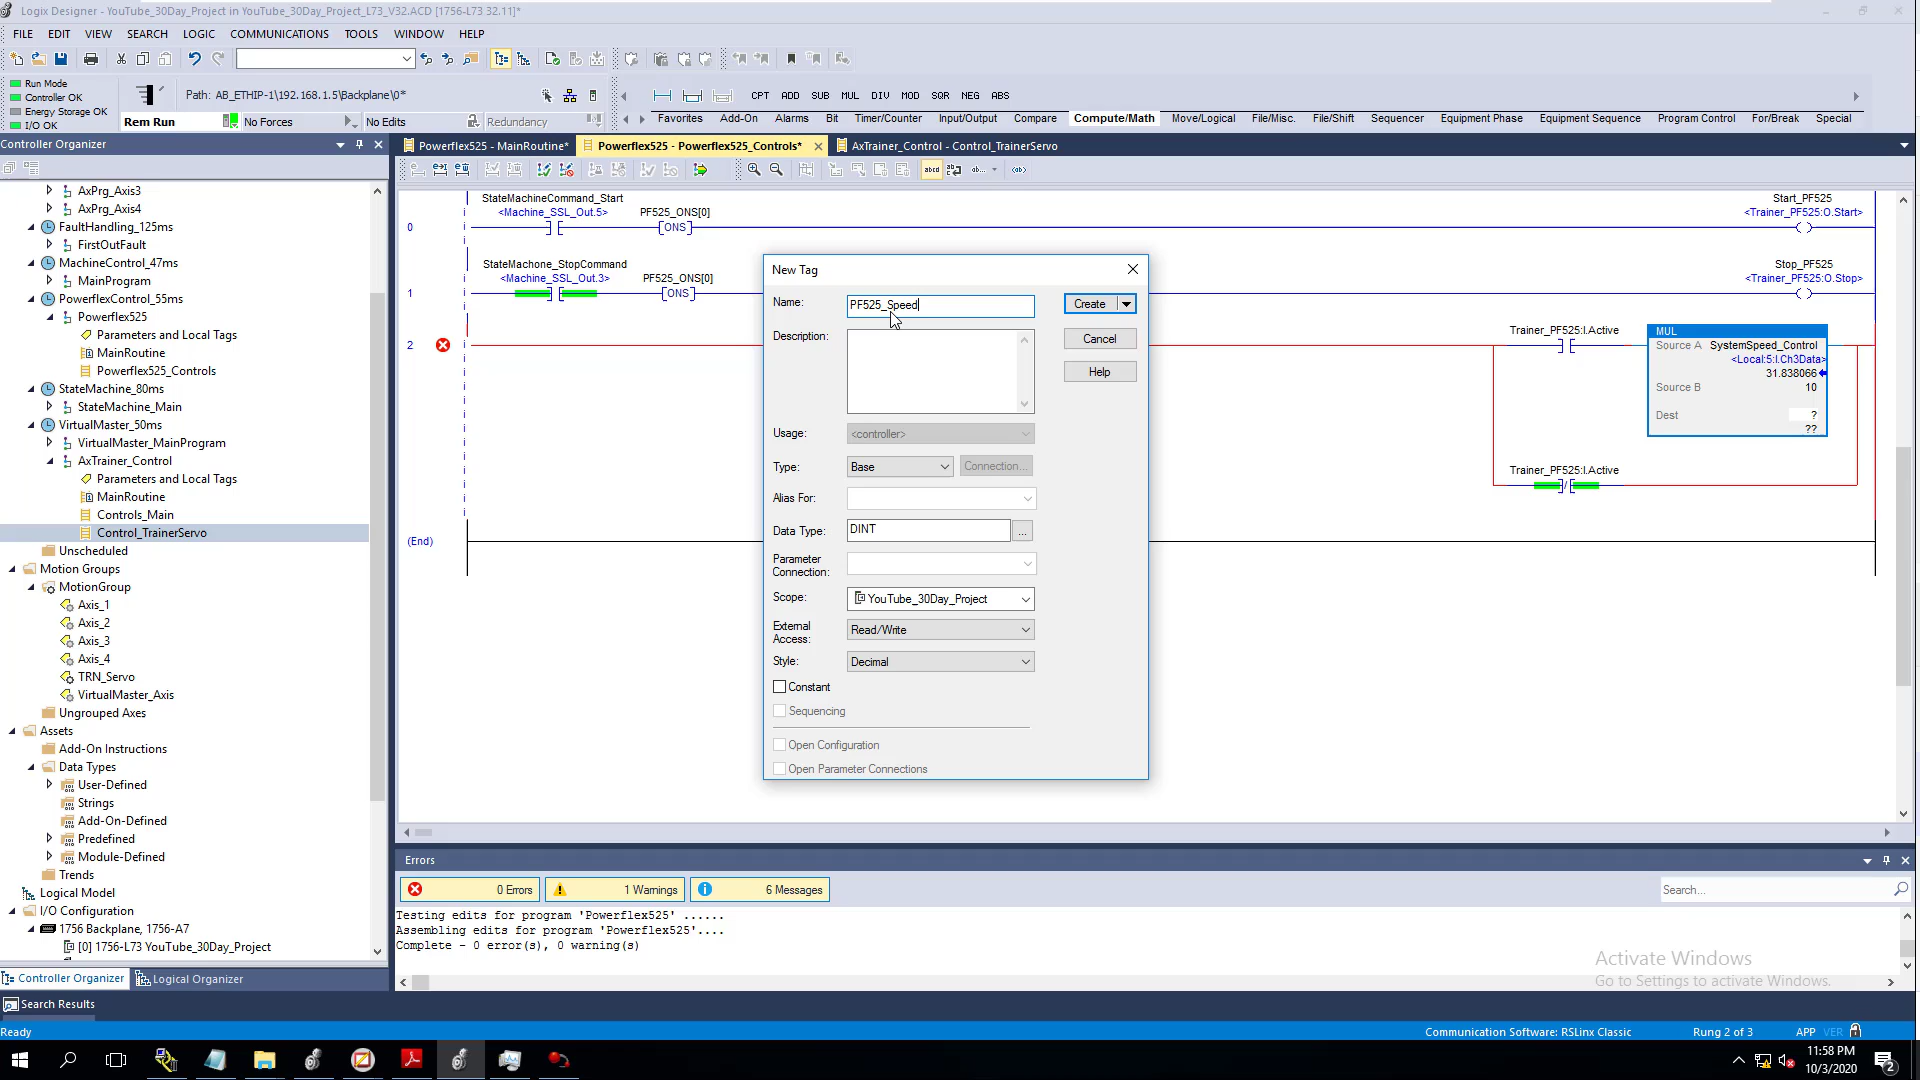 Logix Designer - YouTube_30Day_Project in YouTube_30Day_Project_L73_V32.ACD [1756-L73 32.11]*
FILE EDIT VIEW SEARCH LOGIC COMMUNICATIONS TOOLS WINDOW HELP
Run Mode
Controller OK
Energy Storage OK
I/O OK
Path: AB_ETHIP-1\192.168.1.5\Backplane\0*
Rem Run
No Forces
No Edits
Redundancy
CPT ADD SUB MUL DIV MOD SQR NEG ABS
Favorites Add-On Alarms Bit Timer/Counter Input/Output Compare Compute/Math Move/Logical File/Misc. File/Shift Sequencer Equipment Phase Equipment Sequence Program Control For/Break Special
Controller Organizer
Powerflex525 - MainRoutine*
Powerflex525 - Powerflex525_Controls*
AxTrainer_Control - Control_TrainerServo
AxPrg_Axis3
AxPrg_Axis4
FaultHandling_125ms
FirstOutFault
MachineControl_47ms
MainProgram
PowerflexControl_55ms
Powerflex525
Parameters and Local Tags
MainRoutine
Powerflex525_Controls
StateMachine_80ms
StateMachine_Main
VirtualMaster_50ms
VirtualMaster_MainProgram
AxTrainer_Control
Parameters and Local Tags
MainRoutine
Controls_Main
Control_TrainerServo
Unscheduled
Motion Groups
MotionGroup
Axis_1
Axis_2
Axis_3
Axis_4
TRN_Servo
VirtualMaster_Axis
Ungrouped Axes
Assets
Add-On Instructions
Data Types
User-Defined
Strings
Add-On-Defined
Predefined
Module-Defined
Trends
Logical Model
I/O Configuration
1756 Backplane, 1756-A7
[0] 1756-L73 YouTube_30Day_Project
Controller Organizer
Logical Organizer
StateMachineCommand_Start
<Machine_SSL_Out.5>
PF525_ONS[0]
ONS
Start_PF525
<Trainer_PF525:O.Start>
0
StateMachone_StopCommand
<Machine_SSL_Out.3>
PF525_ONS[0]
ONS
Stop_PF525
<Trainer_PF525:O.Stop>
1
2
Trainer_PF525:I.Active
MUL
Source A SystemSpeed_Control
<Local:5:I.Ch3Data>
31.838066
Source B 10
Dest ?
??
Trainer_PF525:I.Active
(End)
New Tag
Name: PF525_Speed
Create
Description:
Cancel
Help
Usage: <controller>
Type: Base
Connection...
Alias For:
Data Type: DINT
...
Parameter
Connection:
Scope: YouTube_30Day_Project
External
Access: Read/Write
Style: Decimal
Constant
Sequencing
Open Configuration
Open Parameter Connections
Errors
0 Errors
1 Warnings
6 Messages
Search...
Testing edits for program 'Powerflex525' ......
Assembling edits for program 'Powerflex525'....
Complete - 0 error(s), 0 warning(s)
Activate Windows
Go to Settings to activate Windows.
Search Results
Ready
Communication Software: RSLinx Classic
Rung 2 of 3
APP VER
11:58 PM
10/3/2020
2